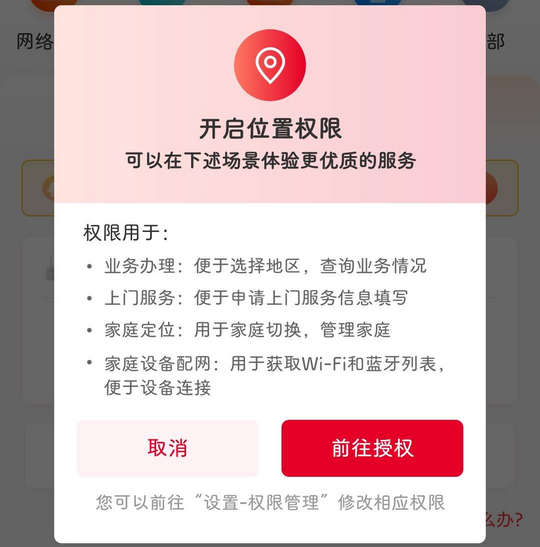 网络
部
开启位置权限
可以在下述场景体验更优质的服务
权限用于：
• 业务办理：便于选择地区，查询业务情况
• 上门服务：便于申请上门服务信息填写
• 家庭定位：用于家庭切换，管理家庭
• 家庭设备配网：用于获取Wi-Fi和蓝牙列表，
便于设备连接
取消
前往授权
您可以前往“设置-权限管理”修改相应权限
么办?